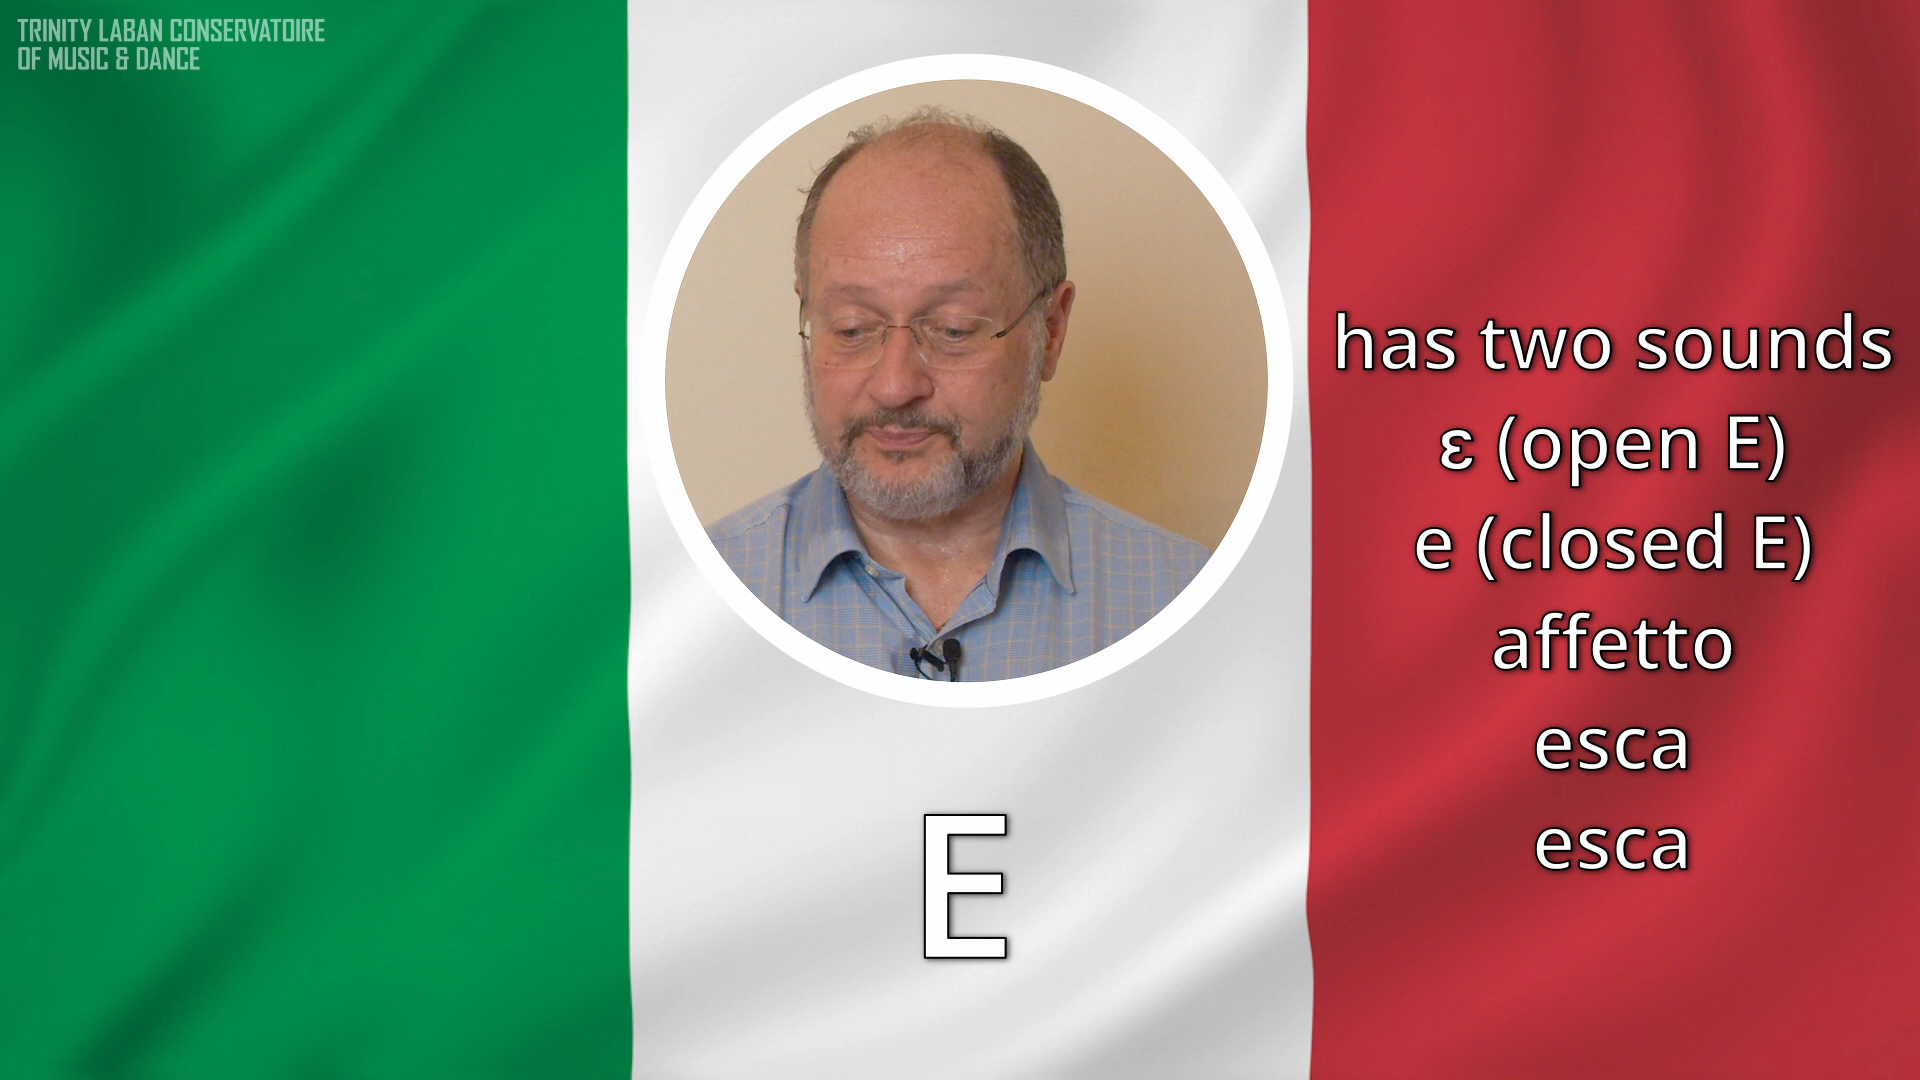 TRINITY LABAN CONSERVATOIRE
OF MUSIC & DANCE
has two sounds
ɛ (open E)
e (closed E)
affetto
esca
esca
E